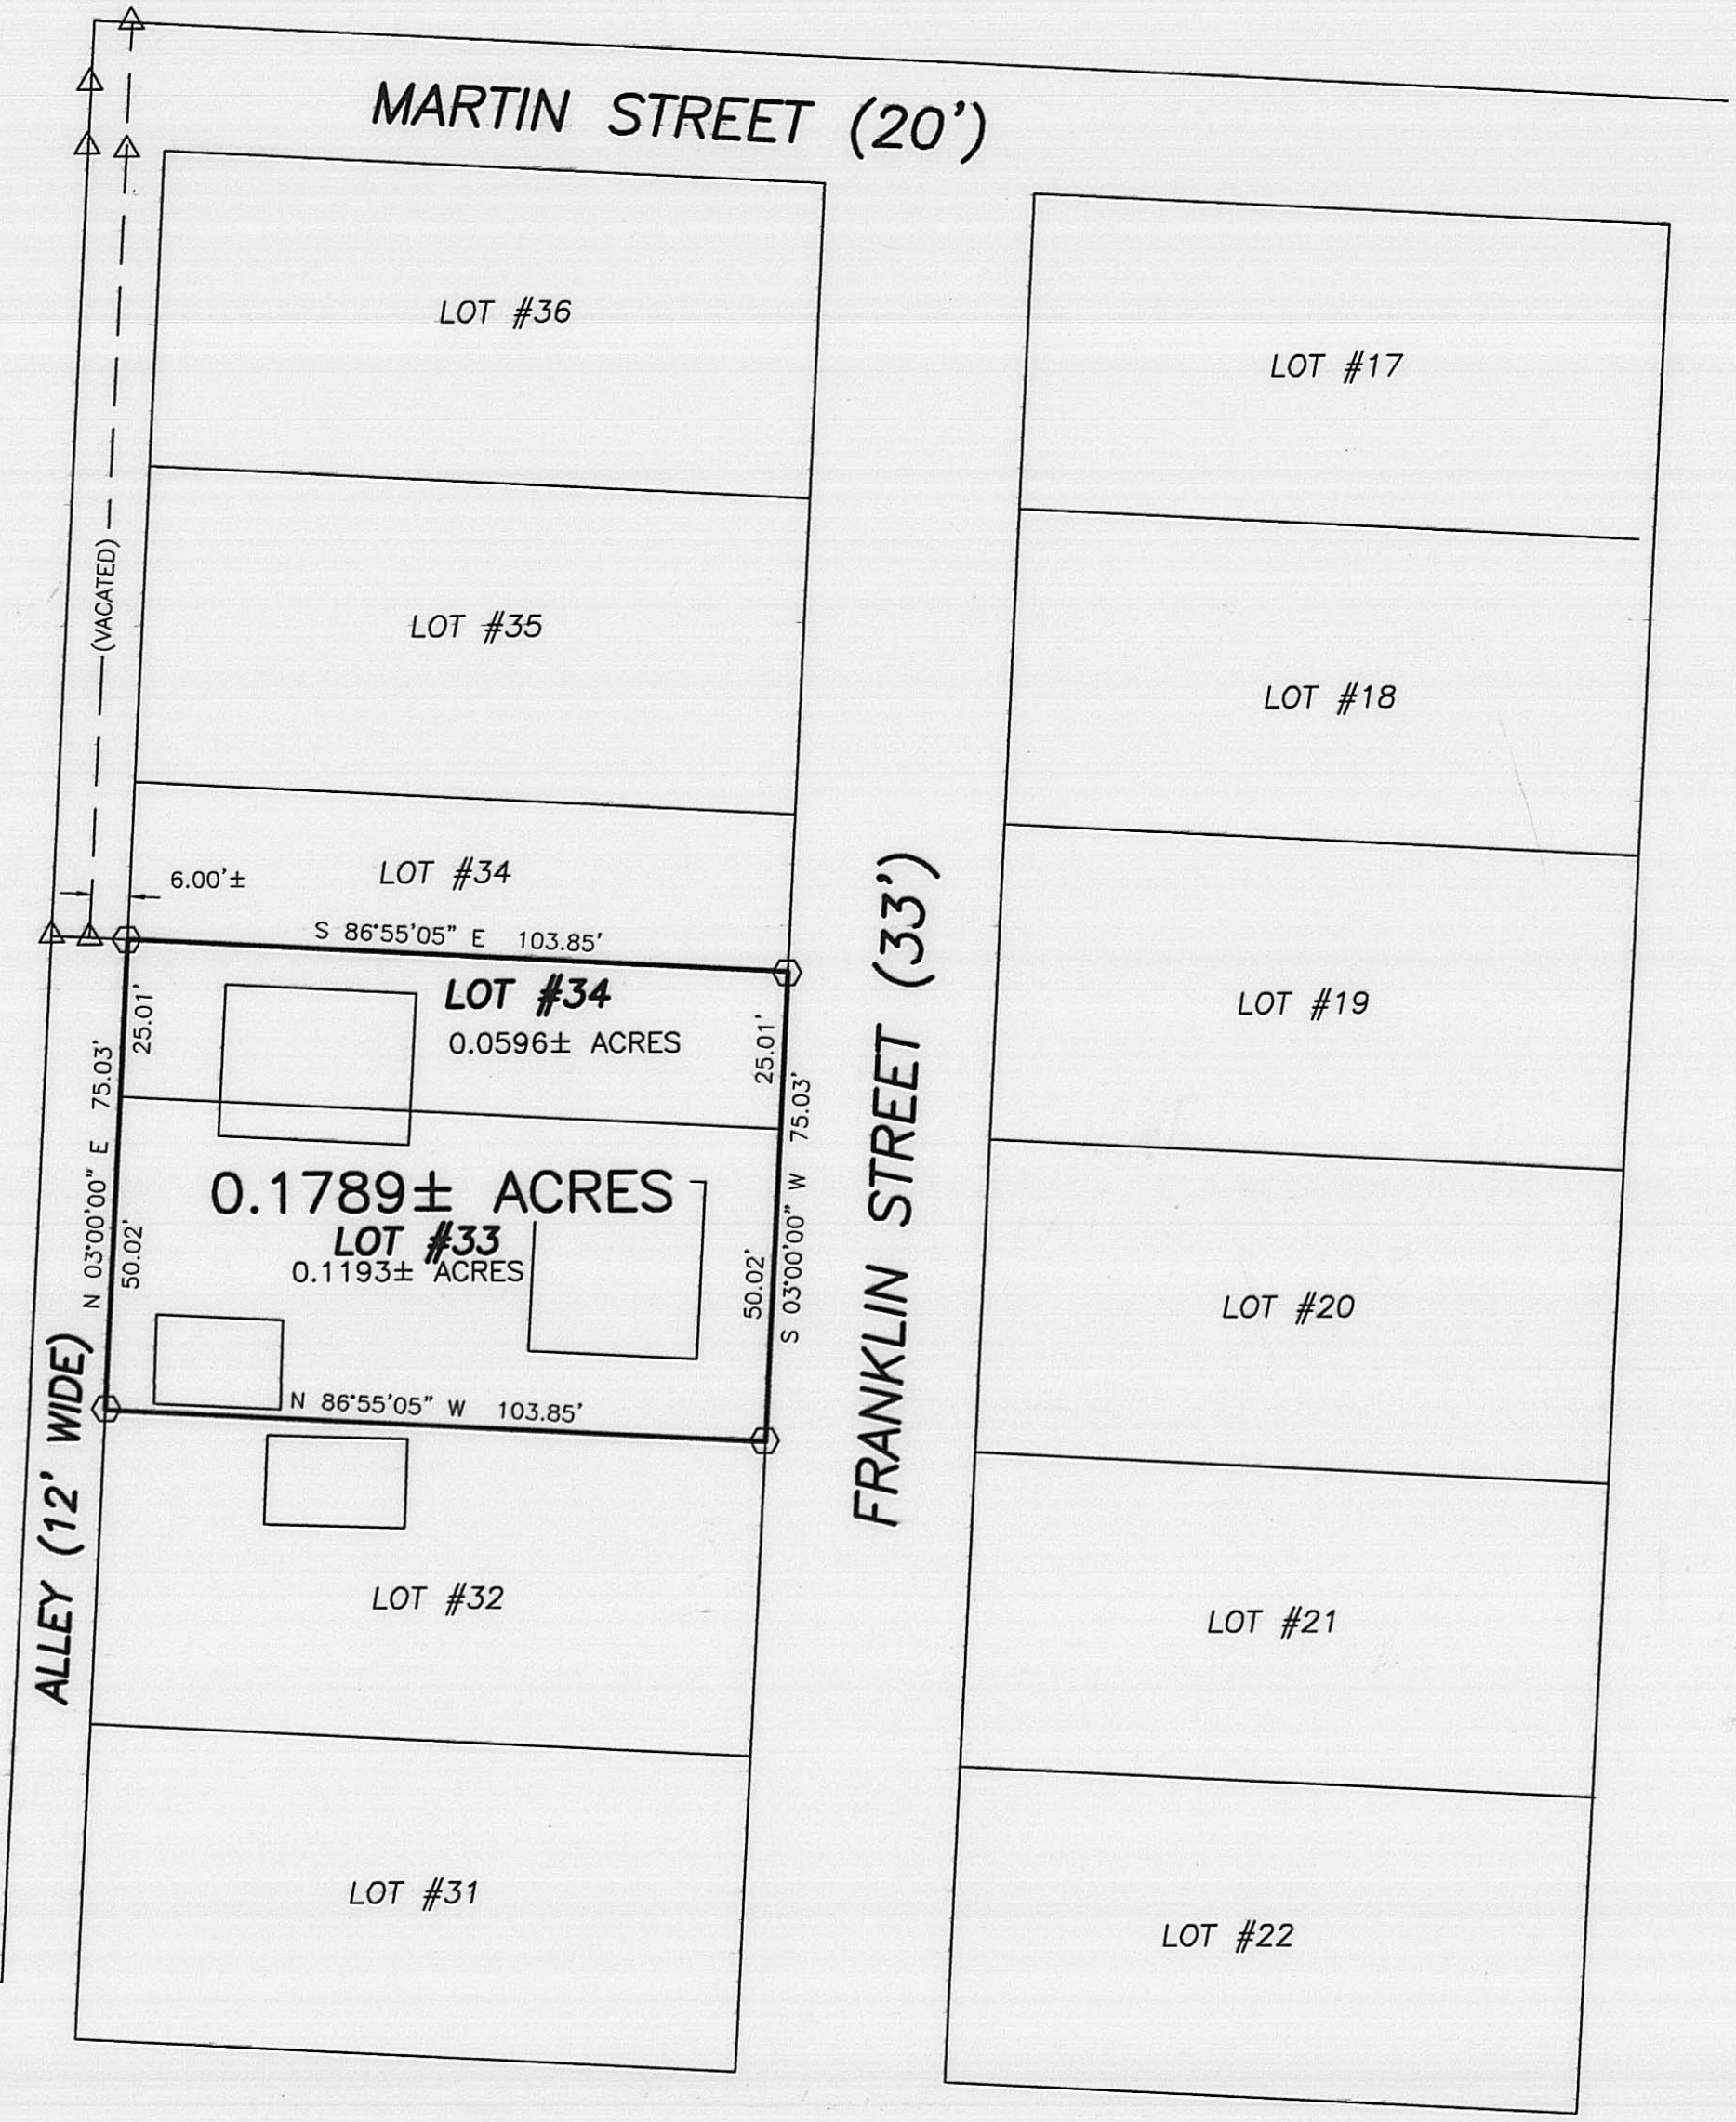 MARTIN STREET (20')
LOT #36
LOT #17
(VACATED)
LOT #35
LOT #18
6.00'±
LOT #34
S 86°55'05" E 103.85'
LOT #34
0.0596± ACRES
25.01'
25.01'
N 03°00'00" E 75.03'
S 03°00'00" W 75.03'
FRANKLIN STREET (33')
LOT #19
0.1789± ACRES
LOT #33
0.1193± ACRES
50.02'
50.02'
LOT #20
N 86°55'05" W 103.85'
ALLEY (12' WIDE)
LOT #32
LOT #21
LOT #31
LOT #22